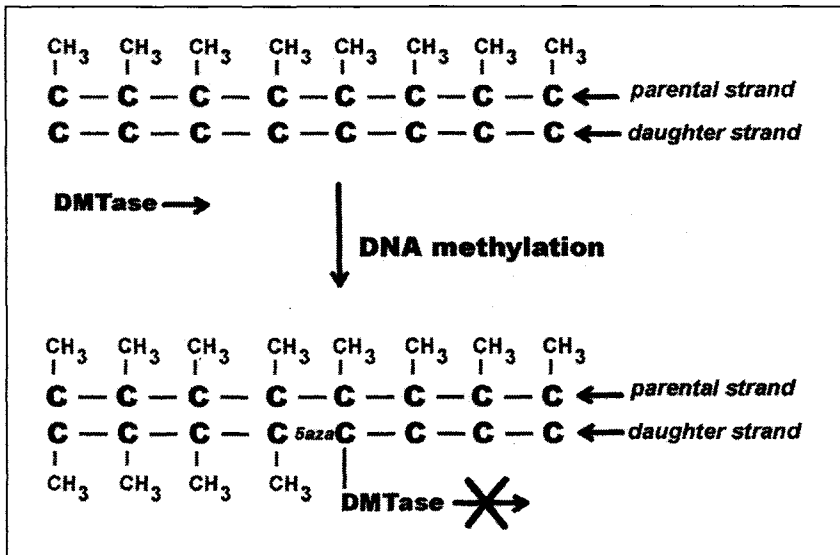 CH3 CH3 CH3 CH3 CH3 CH3 CH3 CH3
C — C — C — C — C — C — C — C parental strand
C — C — C — C — C — C — C — C daughter strand
DMTase
DNA methylation
CH3 CH3 CH3 CH3 CH3 CH3 CH3 CH3
C — C — C — C — C — C — C — C parental strand
C — C — C — C 5aza C — C — C — C daughter strand
CH3 CH3 CH3 CH3
DMTase